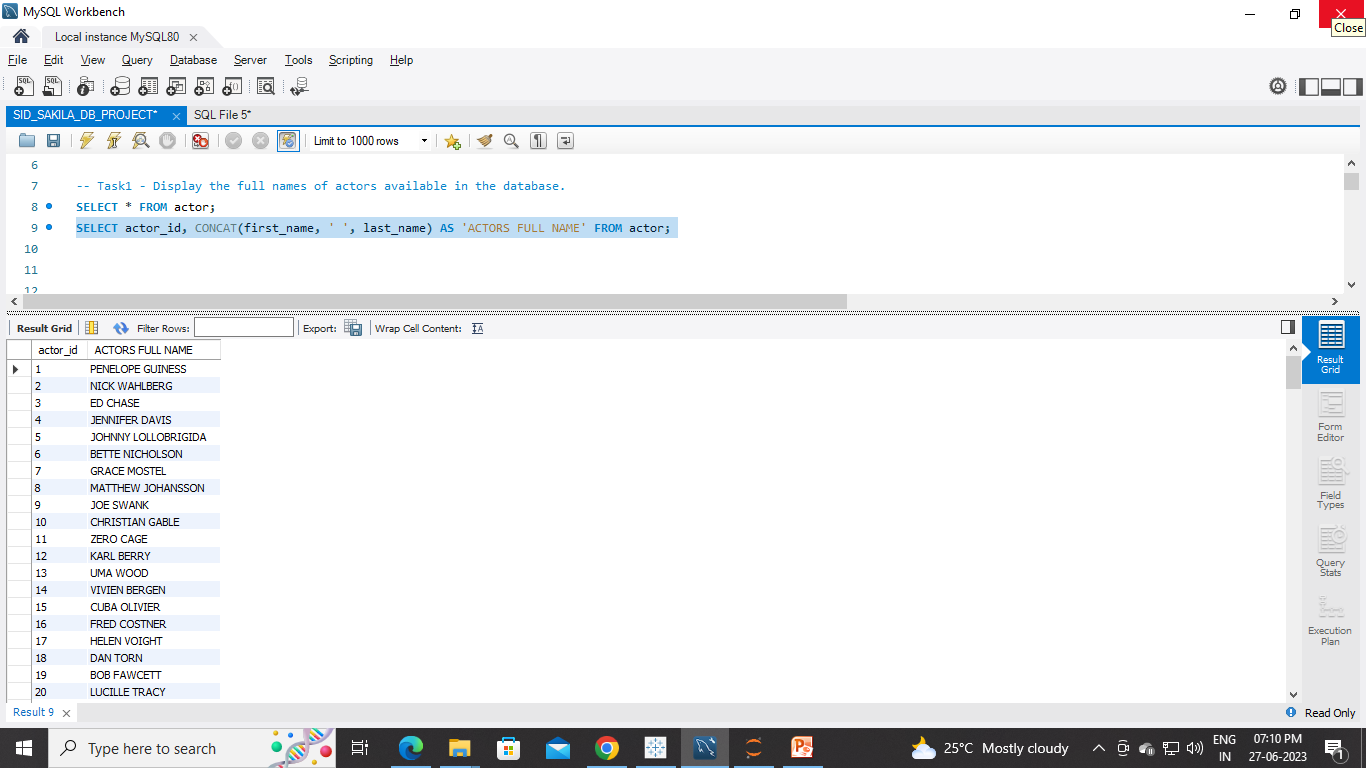 MySQL Workbench
Close
Local instance MySQL80
File Edit View Query Database Server Tools Scripting Help
SID_SAKILA_DB_PROJECT* SQL File 5*
Limit to 1000 rows
6
7 -- Task1 - Display the full names of actors available in the database.
8 SELECT * FROM actor;
9 SELECT actor_id, CONCAT(first_name, ' ', last_name) AS 'ACTORS FULL NAME' FROM actor;
10
11
12
Result Grid Filter Rows: Export: Wrap Cell Content:
actor_id ACTORS FULL NAME
1 PENELOPE GUINESS
2 NICK WAHLBERG
3 ED CHASE
4 JENNIFER DAVIS
5 JOHNNY LOLLOBRIGIDA
6 BETTE NICHOLSON
7 GRACE MOSTEL
8 MATTHEW JOHANSSON
9 JOE SWANK
10 CHRISTIAN GABLE
11 ZERO CAGE
12 KARL BERRY
13 UMA WOOD
14 VIVIEN BERGEN
15 CUBA OLIVIER
16 FRED COSTNER
17 HELEN VOIGHT
18 DAN TORN
19 BOB FAWCETT
20 LUCILLE TRACY
Result
Grid
Form
Editor
Field
Types
Query
Stats
Execution
Plan
Result 9
Read Only
Type here to search
25°C Mostly cloudy
ENG
IN
07:10 PM
27-06-2023
1